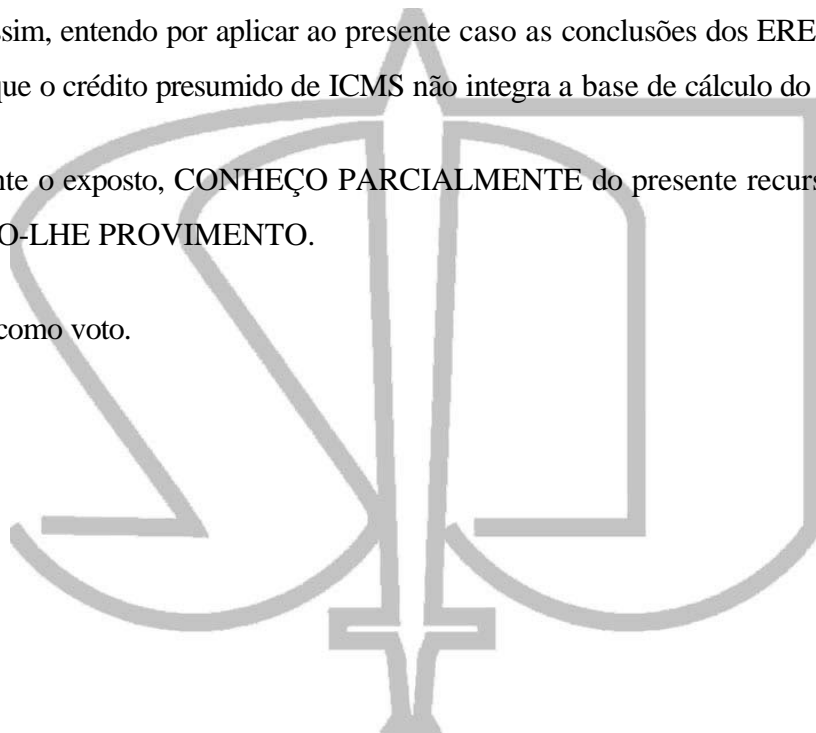 ssim, entendo por aplicar ao presente caso as conclusões dos ERE
que o crédito presumido de ICMS não integra a base de cálculo do
nte o exposto, CONHEÇO PARCIALMENTE do presente recurs
O-LHE PROVIMENTO.
como voto.